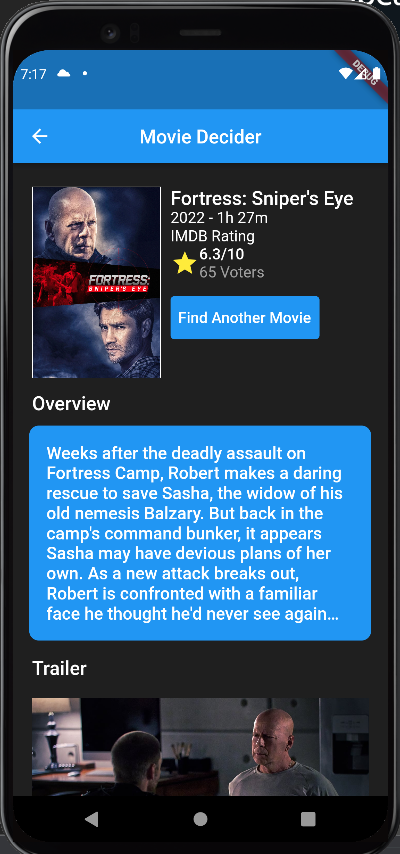 7:17
DEBUG
Movie Decider
Fortress: Sniper's Eye
2022 - 1h 27m
IMDB Rating
6.3/10
65 Voters
FORTRESS:
SNIPER'S EYE
Find Another Movie
Overview
Weeks after the deadly assault on
Fortress Camp, Robert makes a daring
rescue to save Sasha, the widow of his
old nemesis Balzary. But back in the
camp's command bunker, it appears
Sasha may have devious plans of her
own. As a new attack breaks out,
Robert is confronted with a familiar
face he thought he'd never see again…
Trailer